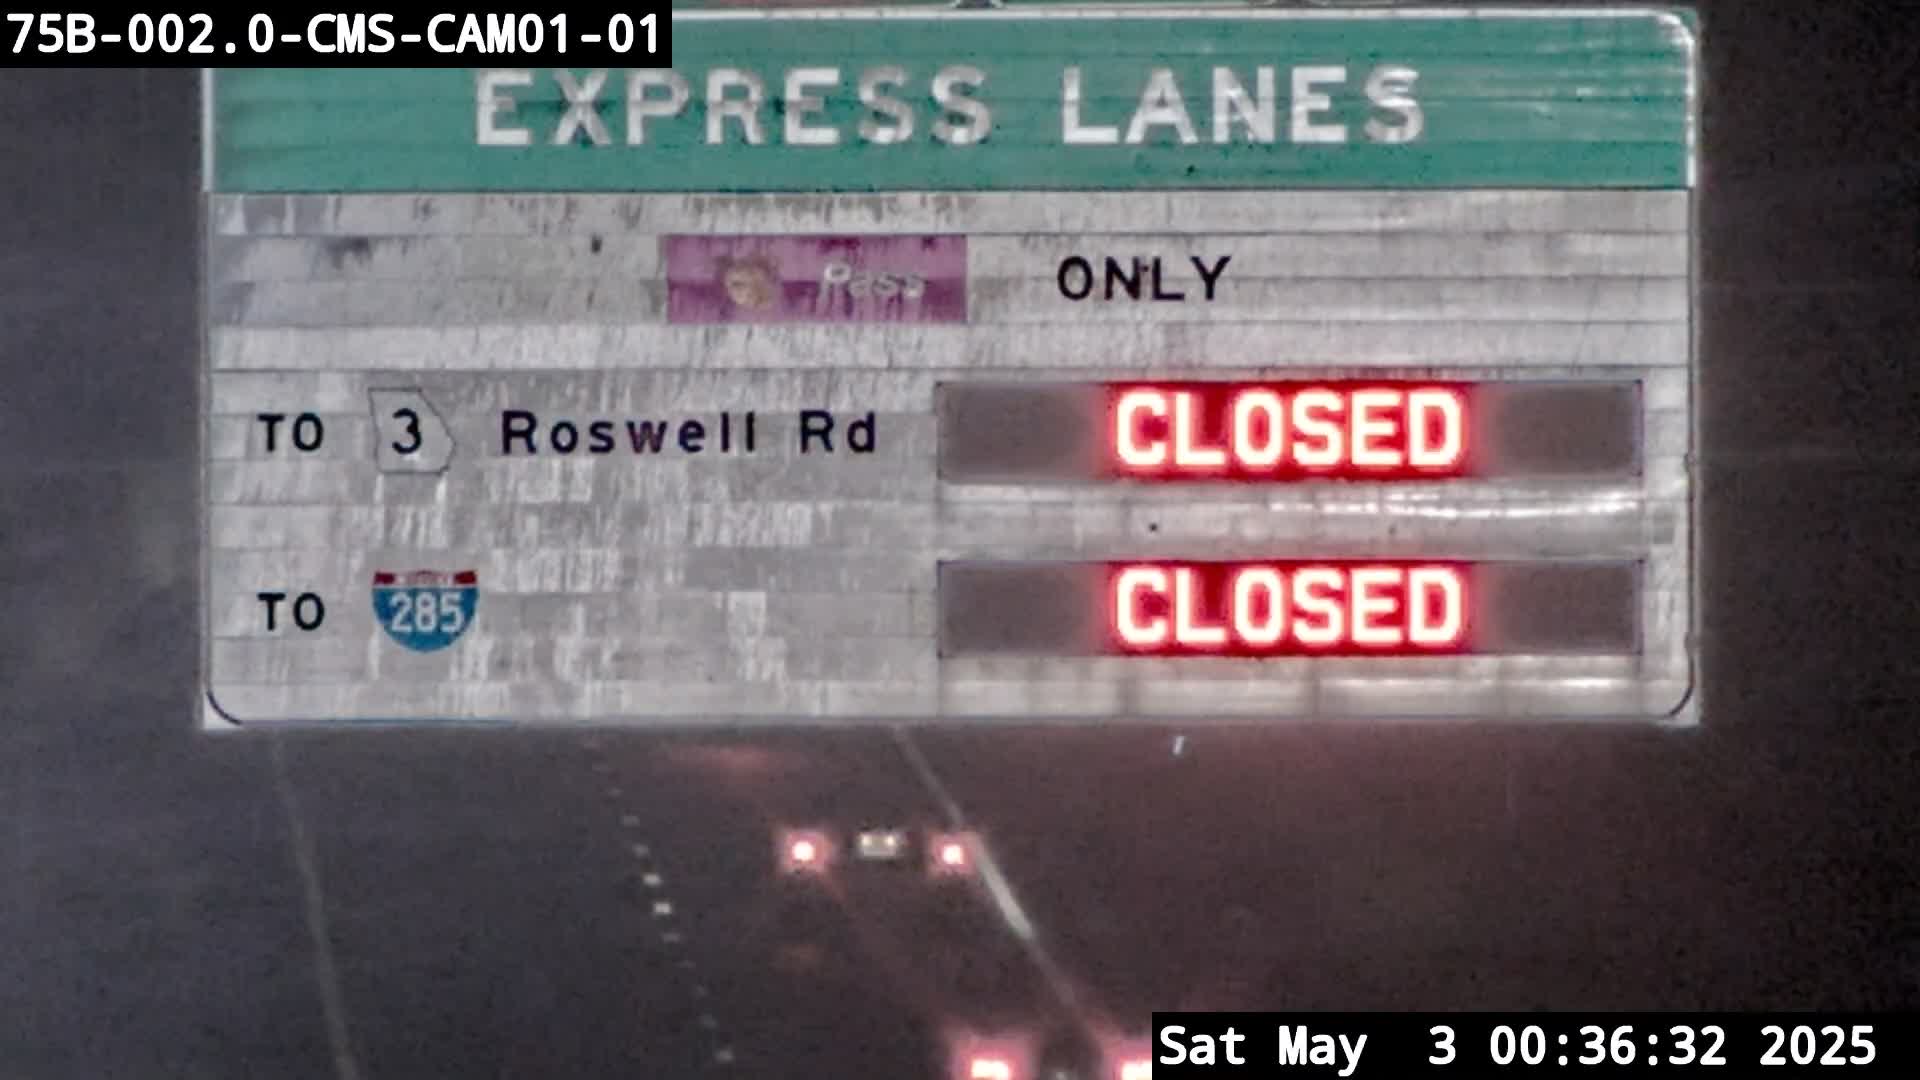 75B-002.0-CMS-CAM01-01
EXPRESS LANES
Pass ONLY
TO 3 Roswell Rd CLOSED
TO 285 CLOSED
Sat May 3 00:36:32 2025